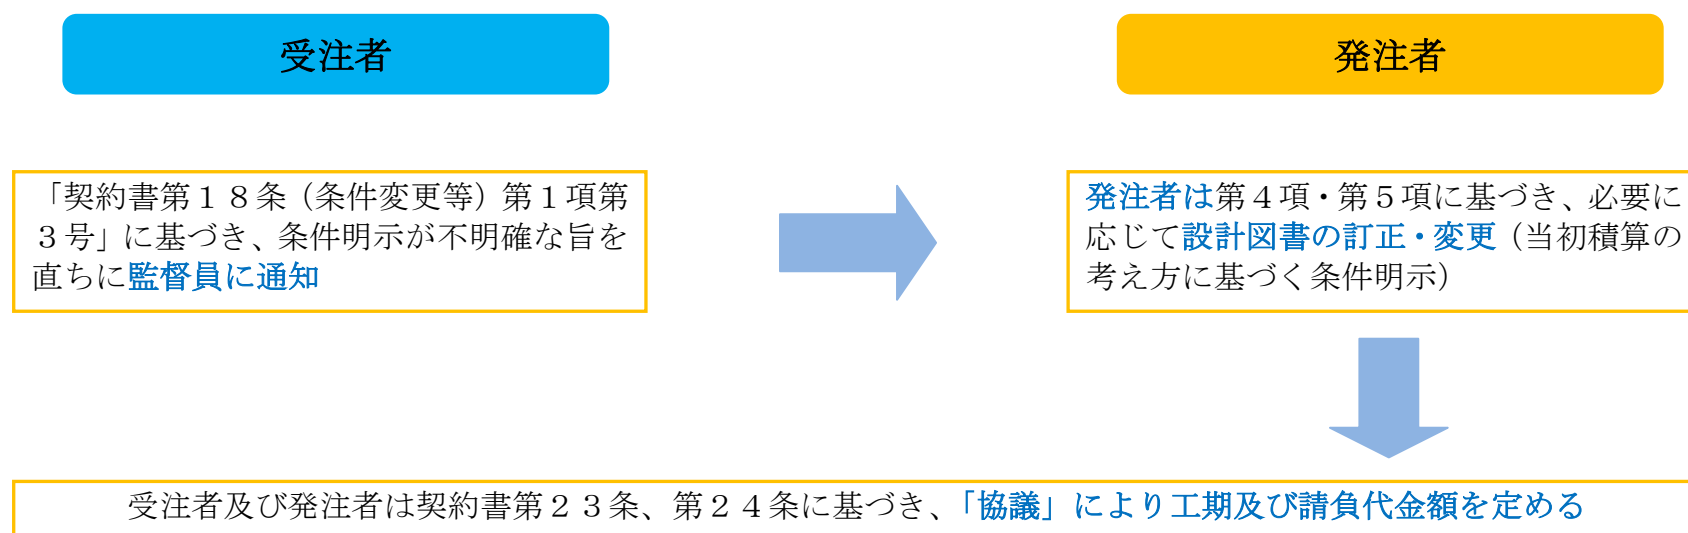 受注者
発注者
「契約書第１８条（条件変更等）第１項第
３号」に基づき、条件明示が不明確な旨を
直ちに監督員に通知
発注者は第４項・第５項に基づき、必要に
応じて設計図書の訂正・変更（当初積算の
考え方に基づく条件明示）
受注者及び発注者は契約書第２３条、第２４条に基づき、「協議」により工期及び請負代金額を定める